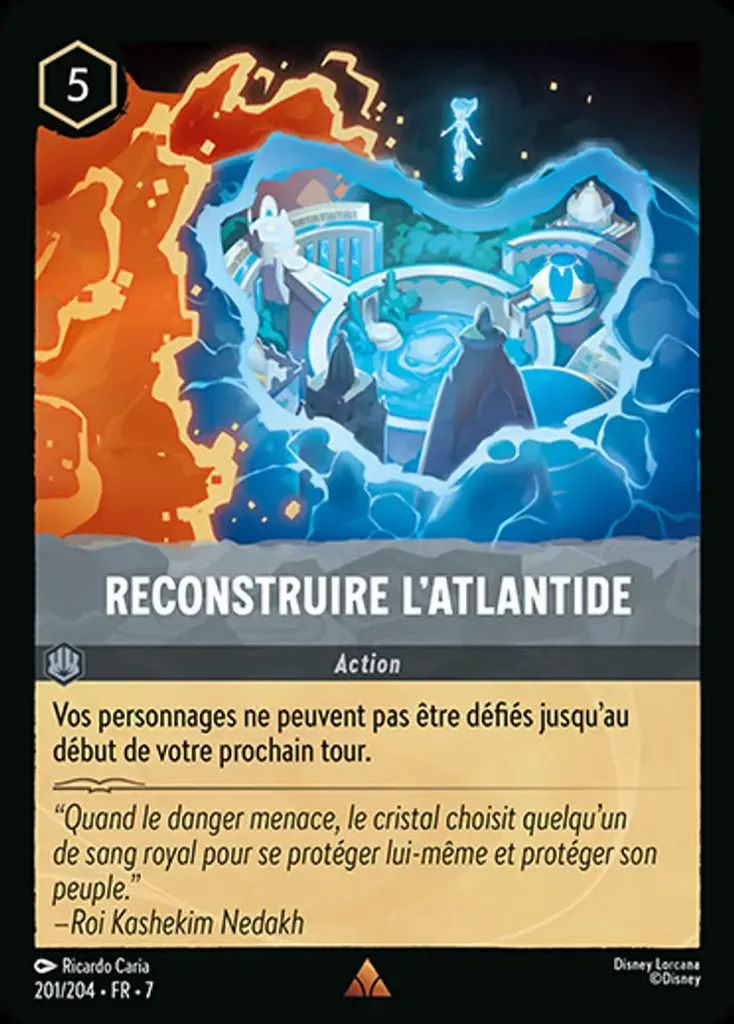 5
RECONSTRUIRE L'ATLANTIDE
Action
Vos personnages ne peuvent pas être défiés jusqu'au
début de votre prochain tour.
“Quand le danger menace, le cristal choisit quelqu'un
de sang royal pour se protéger lui-même et protéger son
peuple.”
–Roi Kashekim Nedakh
Ricardo Caria
Disney Lorcana
201/204 • FR • 7
©Disney